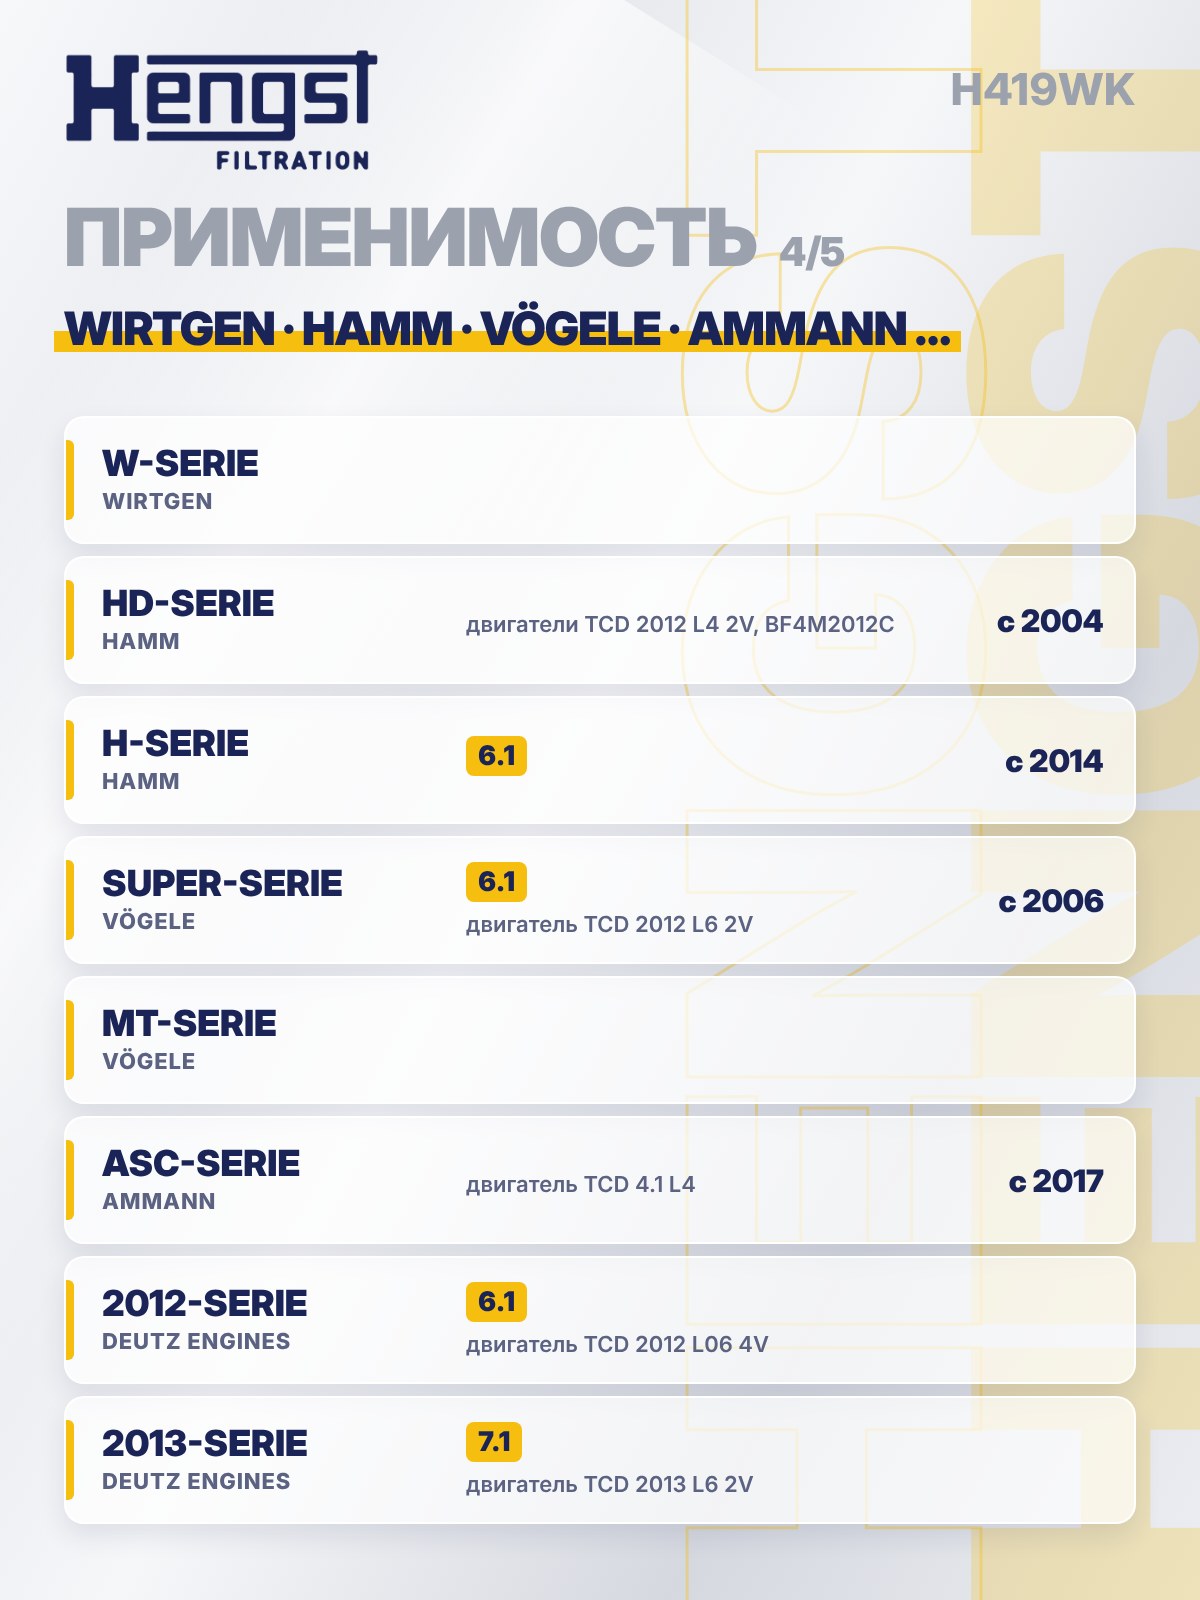 Hengst
FILTRATION
H419WK
ПРИМЕНИМОСТЬ 4/5
WIRTGEN · HAMM · VÖGELE · AMMANN ...
W-SERIE
WIRTGEN
HD-SERIE
HAMM
двигатели TCD 2012 L4 2V, BF4M2012C
с 2004
H-SERIE
HAMM
6.1
с 2014
SUPER-SERIE
VÖGELE
6.1
двигатель TCD 2012 L6 2V
с 2006
MT-SERIE
VÖGELE
ASC-SERIE
AMMANN
двигатель TCD 4.1 L4
с 2017
2012-SERIE
DEUTZ ENGINES
6.1
двигатель TCD 2012 L06 4V
2013-SERIE
DEUTZ ENGINES
7.1
двигатель TCD 2013 L6 2V
HENGST
HENGST